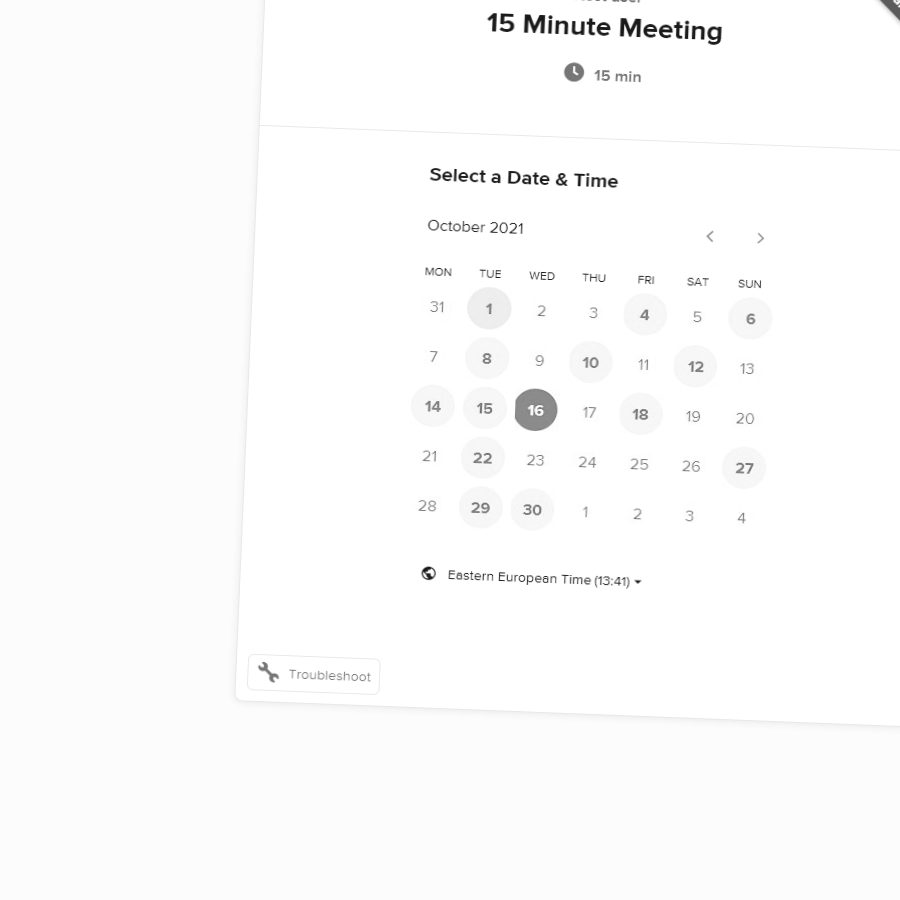 15 Minute Meeting
15 min
Select a Date & Time
October 2021
MON TUE WED THU FRI SAT SUN
31 1 2 3 4 5 6
7 8 9 10 11 12 13
14 15 16 17 18 19 20
21 22 23 24 25 26 27
28 29 30 1 2 3 4
Eastern European Time (13:41)
Troubleshoot